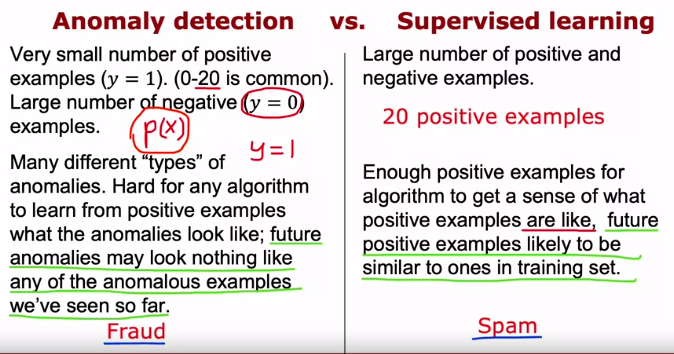 Anomaly detection vs. Supervised learning
Very small number of positive
examples (y = 1). (0-20 is common).
Large number of negative (y = 0)
examples.
p(x)
y=1
Many different “types” of
anomalies. Hard for any algorithm
to learn from positive examples
what the anomalies look like; future
anomalies may look nothing like
any of the anomalous examples
we’ve seen so far.
Fraud
Large number of positive and
negative examples.
20 positive examples
Enough positive examples for
algorithm to get a sense of what
positive examples are like, future
positive examples likely to be
similar to ones in training set.
Spam